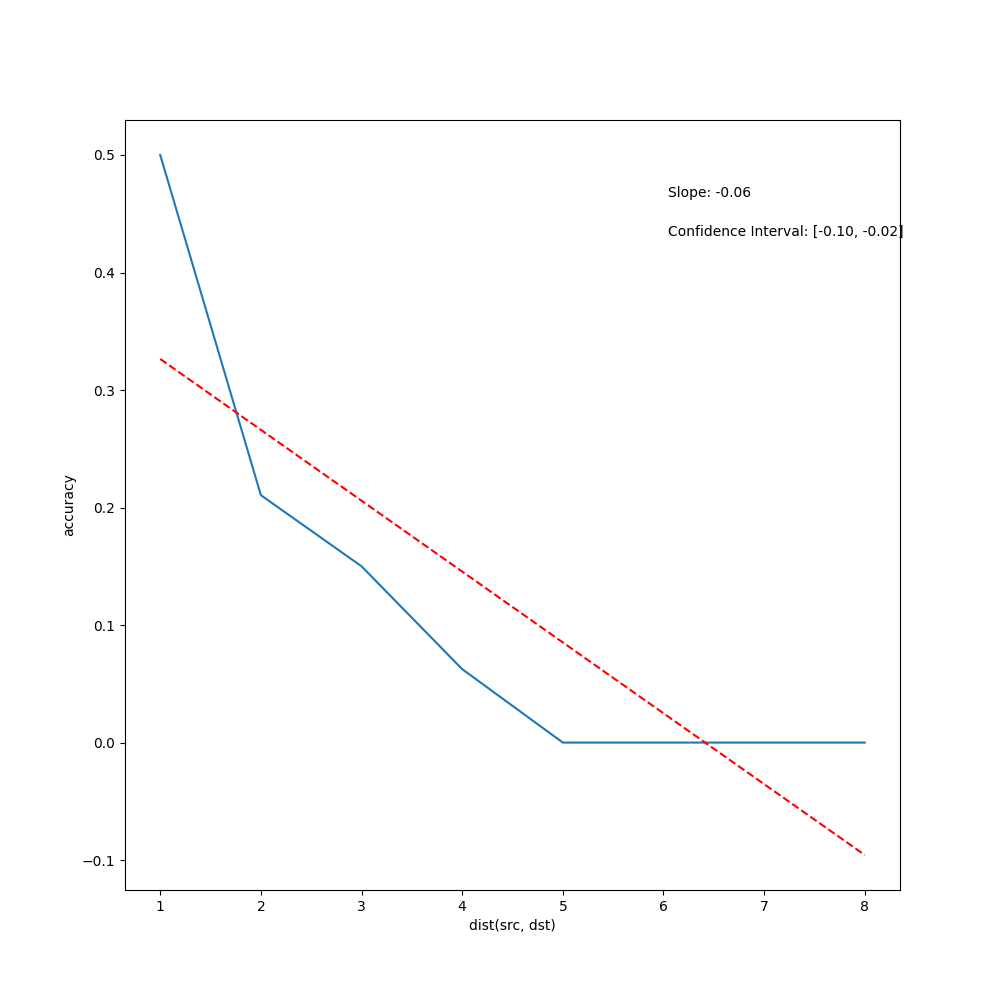 0.5
0.4
0.3
0.2
0.1
0.0
−0.1
accuracy
Slope: -0.06
Confidence Interval: [-0.10, -0.02]
1 2 3 4 5 6 7 8
dist(src, dst)